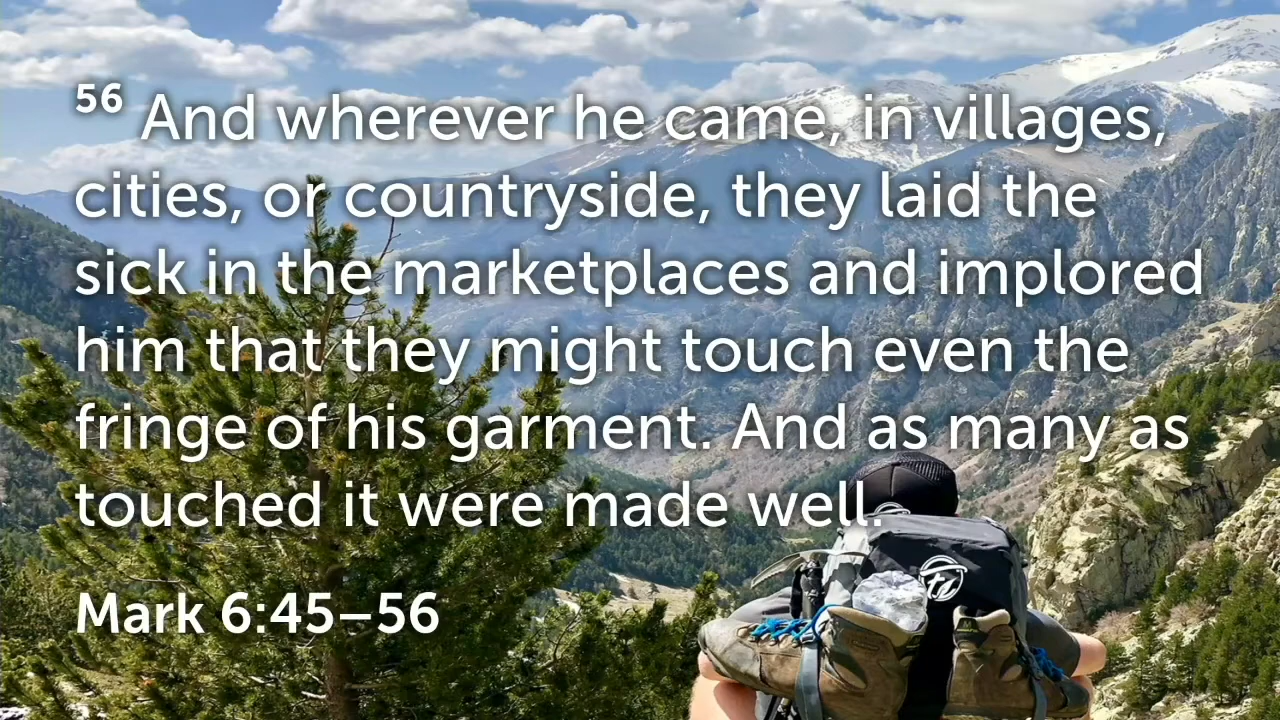 56 And wherever he came, in villages,
cities, or countryside, they laid the
sick in the marketplaces and implored
him that they might touch even the
fringe of his garment. And as many as
touched it were made well.
Mark 6:45–56